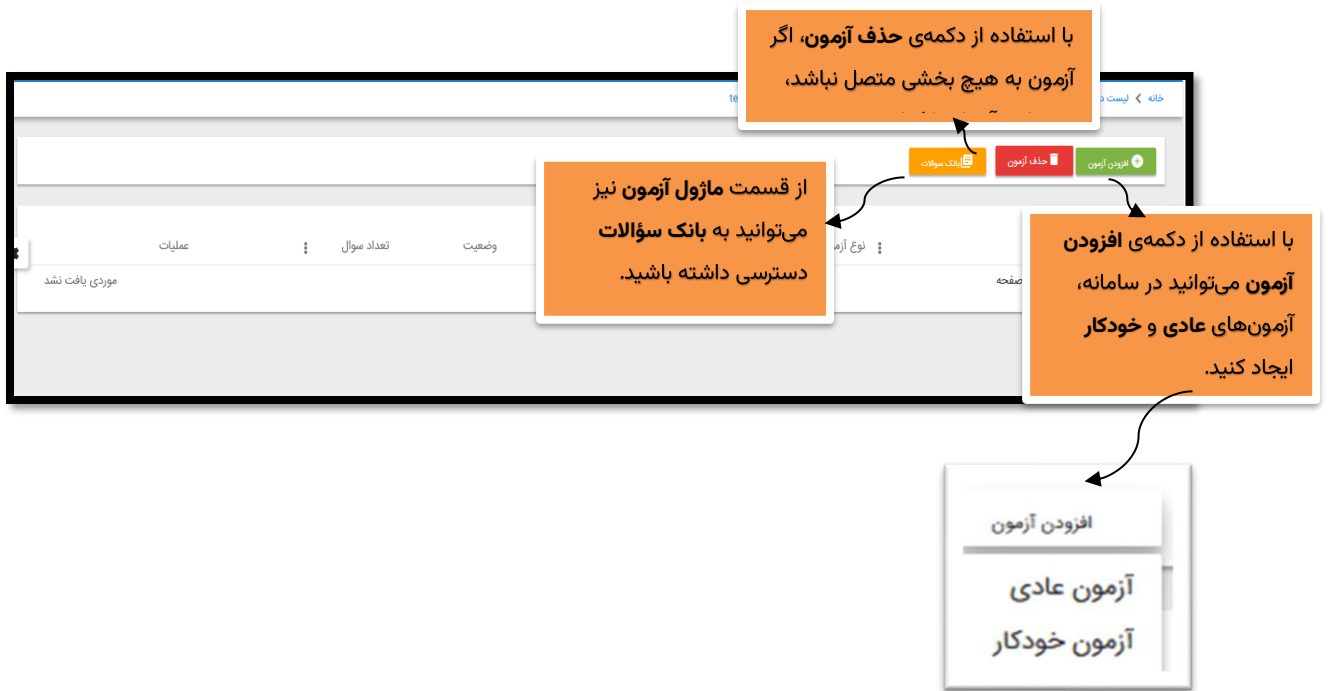 با استفاده از دکمه‌ی حذف آزمون، اگر
آزمون به هیچ بخشی متصل نباشد،
خانه
لیست
افزودن آزمون
حذف آزمون
بانک سوالات
از قسمت ماژول آزمون نیز
می‌توانید به بانک سؤالات
دسترسی داشته باشید.
با استفاده از دکمه‌ی افزودن
آزمون می‌توانید در سامانه،
آزمون‌های عادی و خودکار
ایجاد کنید.
نوع
وضعیت
تعداد سوال
عملیات
صفحه
موردی یافت نشد
افزودن آزمون
آزمون عادی
آزمون خودکار